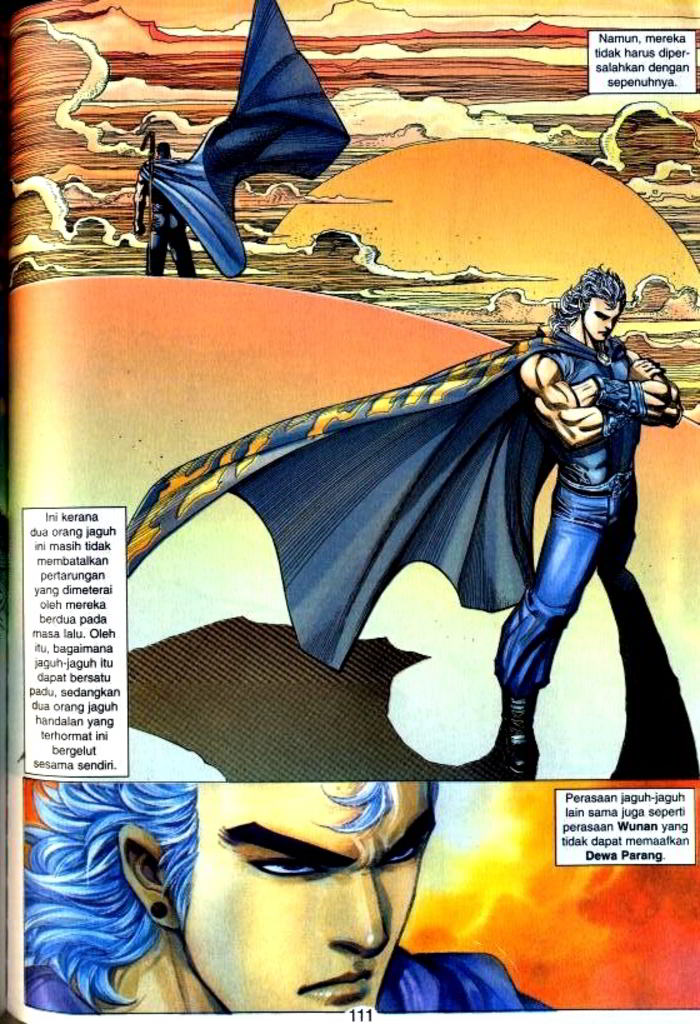 Namun, mereka
tidak harus diper-
salahkan dengan
sepenuhnya.
Ini kerana
dua orang jaguh
ini masih tidak
membatalkan
pertarungan
yang dimeterai
oleh mereka
berdua pada
masa lalu. Oleh
itu, bagaimana
jaguh-jaguh itu
dapat bersatu
padu, sedangkan
dua orang jaguh
handalan yang
terhormat ini
bergelut
sesama sendiri.
Perasaan jaguh-jaguh
lain sama juga seperti
perasaan Wunan yang
tidak dapat memaafkan
Dewa Parang.
111